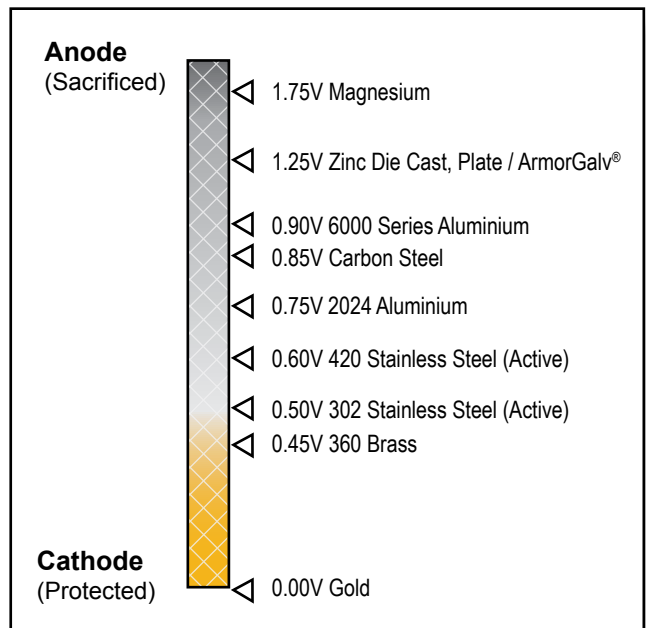 Anode
(Sacrificed)
1.75V Magnesium
1.25V Zinc Die Cast, Plate / ArmorGalv®
0.90V 6000 Series Aluminium
0.85V Carbon Steel
0.75V 2024 Aluminium
0.60V 420 Stainless Steel (Active)
0.50V 302 Stainless Steel (Active)
0.45V 360 Brass
Cathode
(Protected)
0.00V Gold